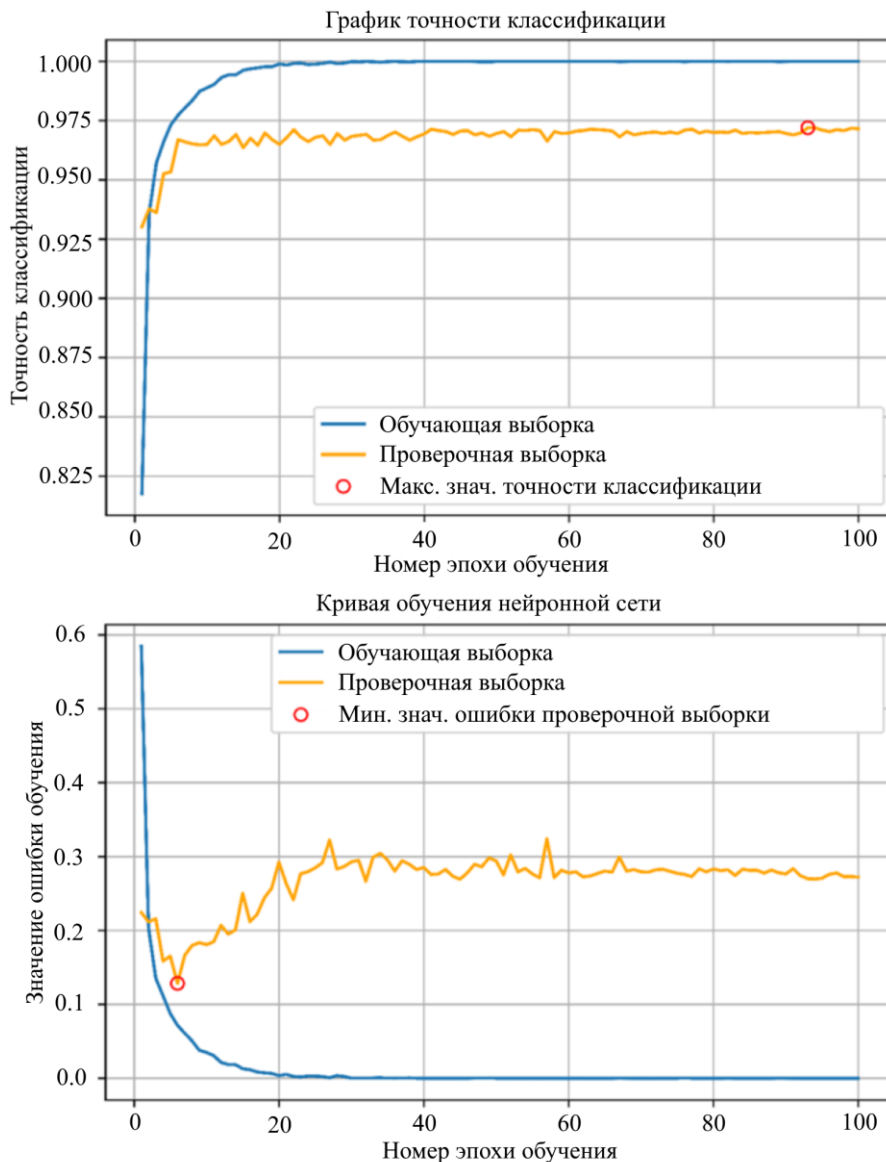 График точности классификации
1.000
0.975
0.950
0.925
0.900
0.875
0.850
0.825
Точность классификации
Обучающая выборка
Проверочная выборка
Макс. знач. точности классификации
0 20 40 60 80 100
Номер эпохи обучения
Кривая обучения нейронной сети
0.6
0.5
0.4
0.3
0.2
0.1
0.0
Значение ошибки обучения
Обучающая выборка
Проверочная выборка
Мин. знач. ошибки проверочной выборки
0 20 40 60 80 100
Номер эпохи обучения